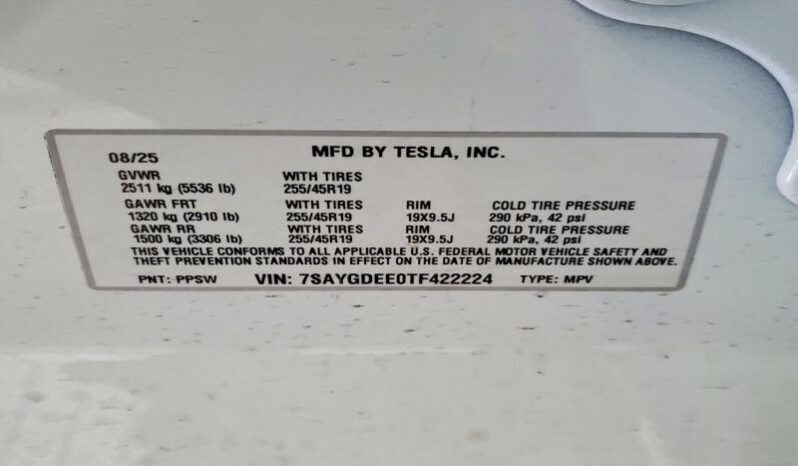 08/25 MFD BY TESLA, INC.
GVWR WITH TIRES
2511 kg (5536 lb) 255/45R19
GAWR FRT WITH TIRES RIM COLD TIRE PRESSURE
1320 kg (2910 lb) 255/45R19 19X9.5J 290 kPa, 42 psi
GAWR RR WITH TIRES RIM COLD TIRE PRESSURE
1500 kg (3306 lb) 255/45R19 19X9.5J 290 kPa, 42 psi
THIS VEHICLE CONFORMS TO ALL APPLICABLE U.S. FEDERAL MOTOR VEHICLE SAFETY AND
THEFT PREVENTION STANDARDS IN EFFECT ON THE DATE OF MANUFACTURE SHOWN ABOVE.
PNT: PPSW VIN: 7SAYGDEE0TF422224 TYPE: MPV